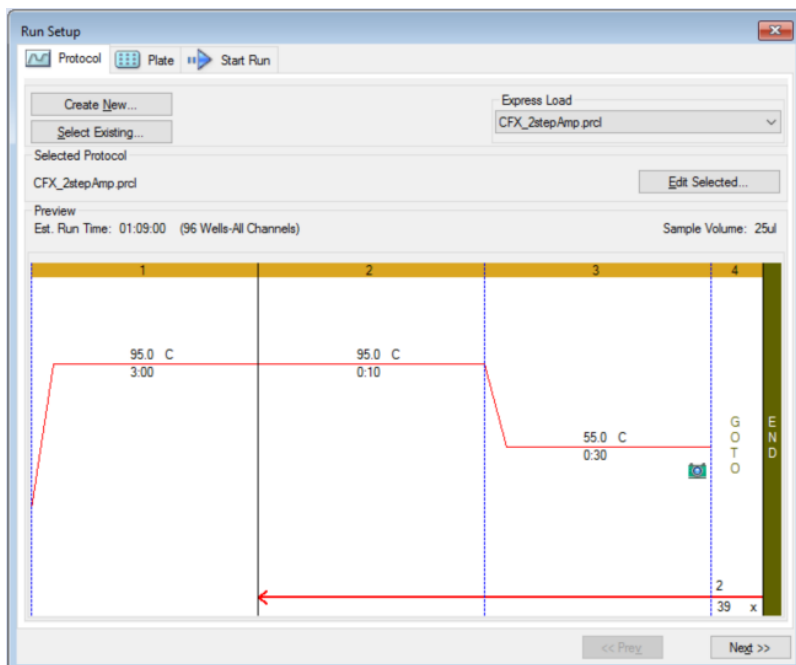 Run Setup
Protocol Plate Start Run
Create New...
Select Existing...
Express Load
CFX_2stepAmp.prcl
Selected Protocol
CFX_2stepAmp.prcl
Edit Selected...
Preview
Est. Run Time: 01:09:00 (96 Wells-All Channels) Sample Volume: 25ul
1 2 3 4
95.0 C 95.0 C
3:00 0:10
55.0 C
0:30
GOTO
END
2
39 x
<< Prev Next >>